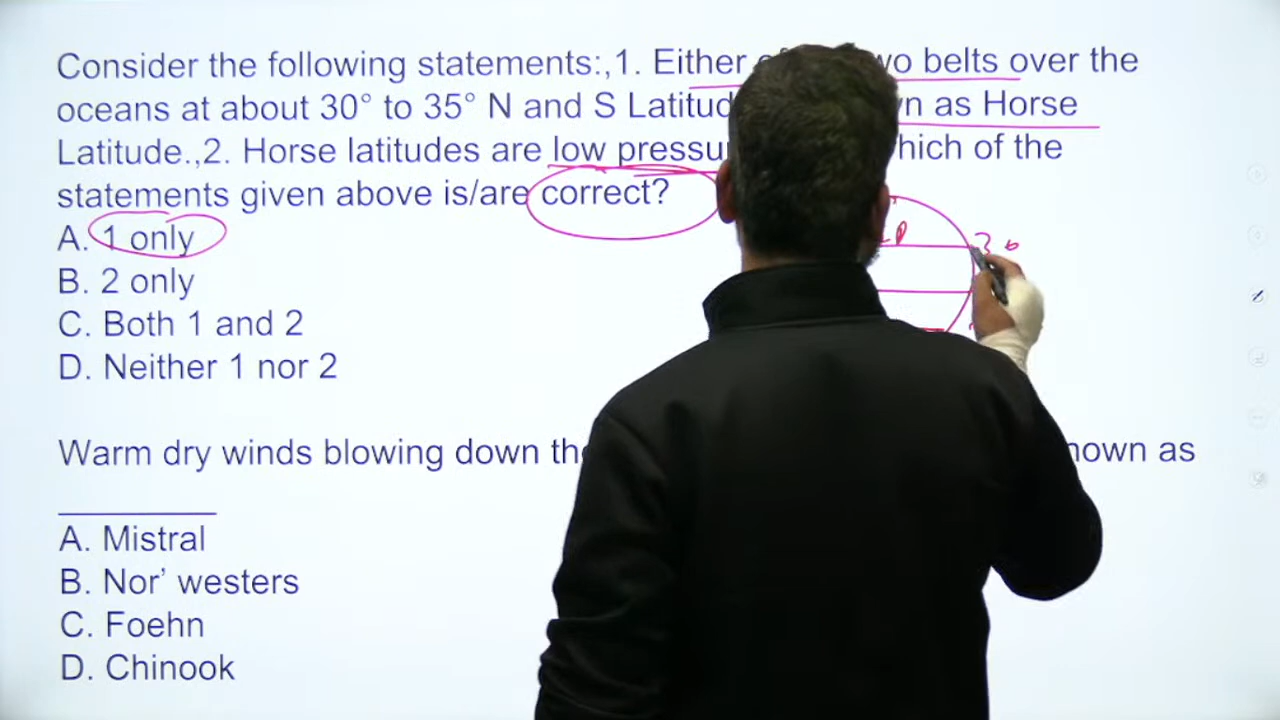 Consider the following statements:,1. Either two belts over the
oceans at about 30° to 35° N and S Latitud as Horse
Latitude.,2. Horse latitudes are low pressu hich of the
statements given above is/are correct?
A. 1 only
B. 2 only
C. Both 1 and 2
D. Neither 1 nor 2
Warm dry winds blowing down the nown as
A. Mistral
B. Nor’ westers
C. Foehn
D. Chinook